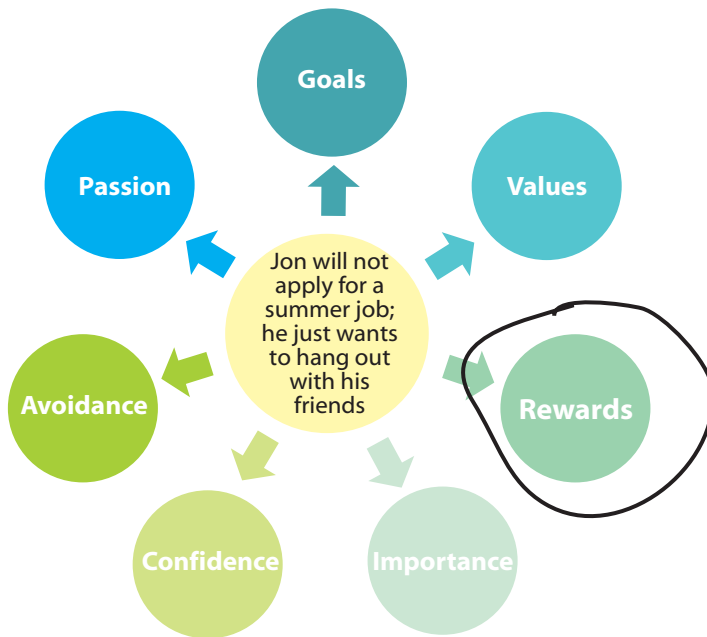 Goals
Passion
Values
Jon will not
apply for a
summer job;
he just wants
to hang out
with his
friends
Avoidance
Rewards
Confidence
Importance